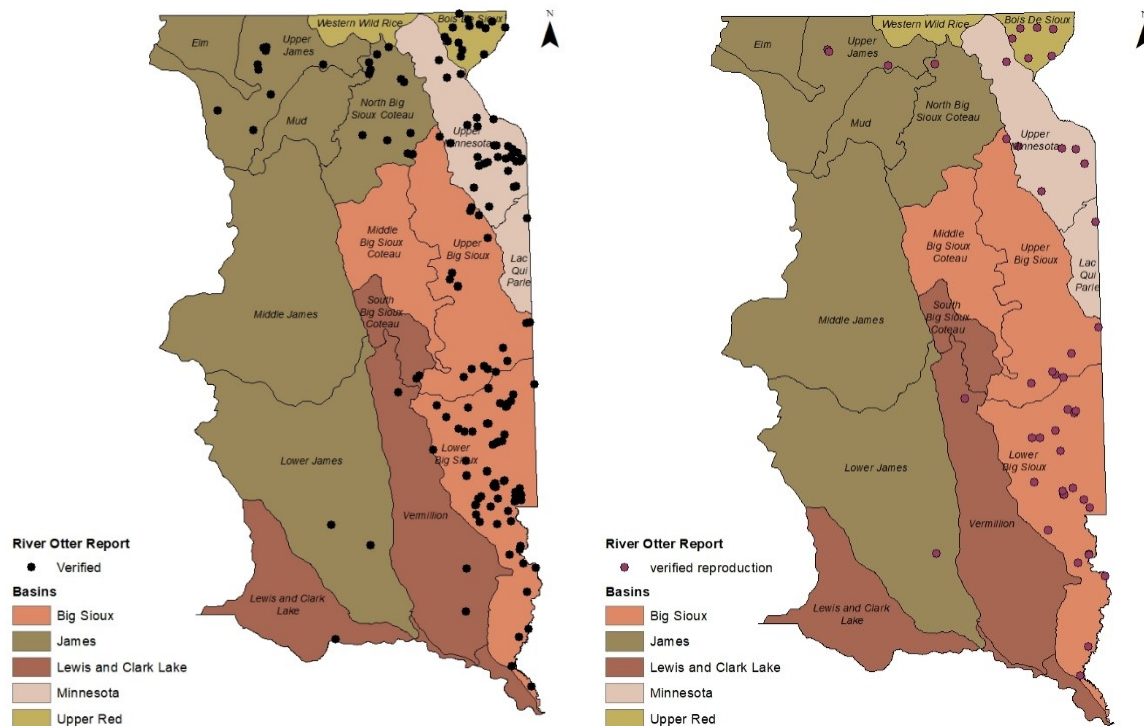 N
Western Wild Rice
Bois De Sioux
Elm
Upper
James
Mud
North Big
Sioux Coteau
Upper
Minnesota
Middle
Big Sioux
Coteau
Upper
Big Sioux
Lac
Qui
Parle
South
Big Sioux
Coteau
Middle James
Lower James
Lower
Big Sioux
Vermillion
Lewis and Clark
Lake
River Otter Report
Verified
Basins
Big Sioux
James
Lewis and Clark Lake
Minnesota
Upper Red
N
Western Wild Rice
Bois De Sioux
Elm
Upper James
Mud
North Big
Sioux Coteau
Upper
Minnesota
Middle
Big Sioux
Coteau
Upper
Big Sioux
Lac
Qui
Parle
South
Big Sioux
Coteau
Middle James
Lower James
Lower
Big Sioux
Vermillion
Lewis and Clark
Lake
River Otter Report
verified reproduction
Basins
Big Sioux
James
Lewis and Clark Lake
Minnesota
Upper Red